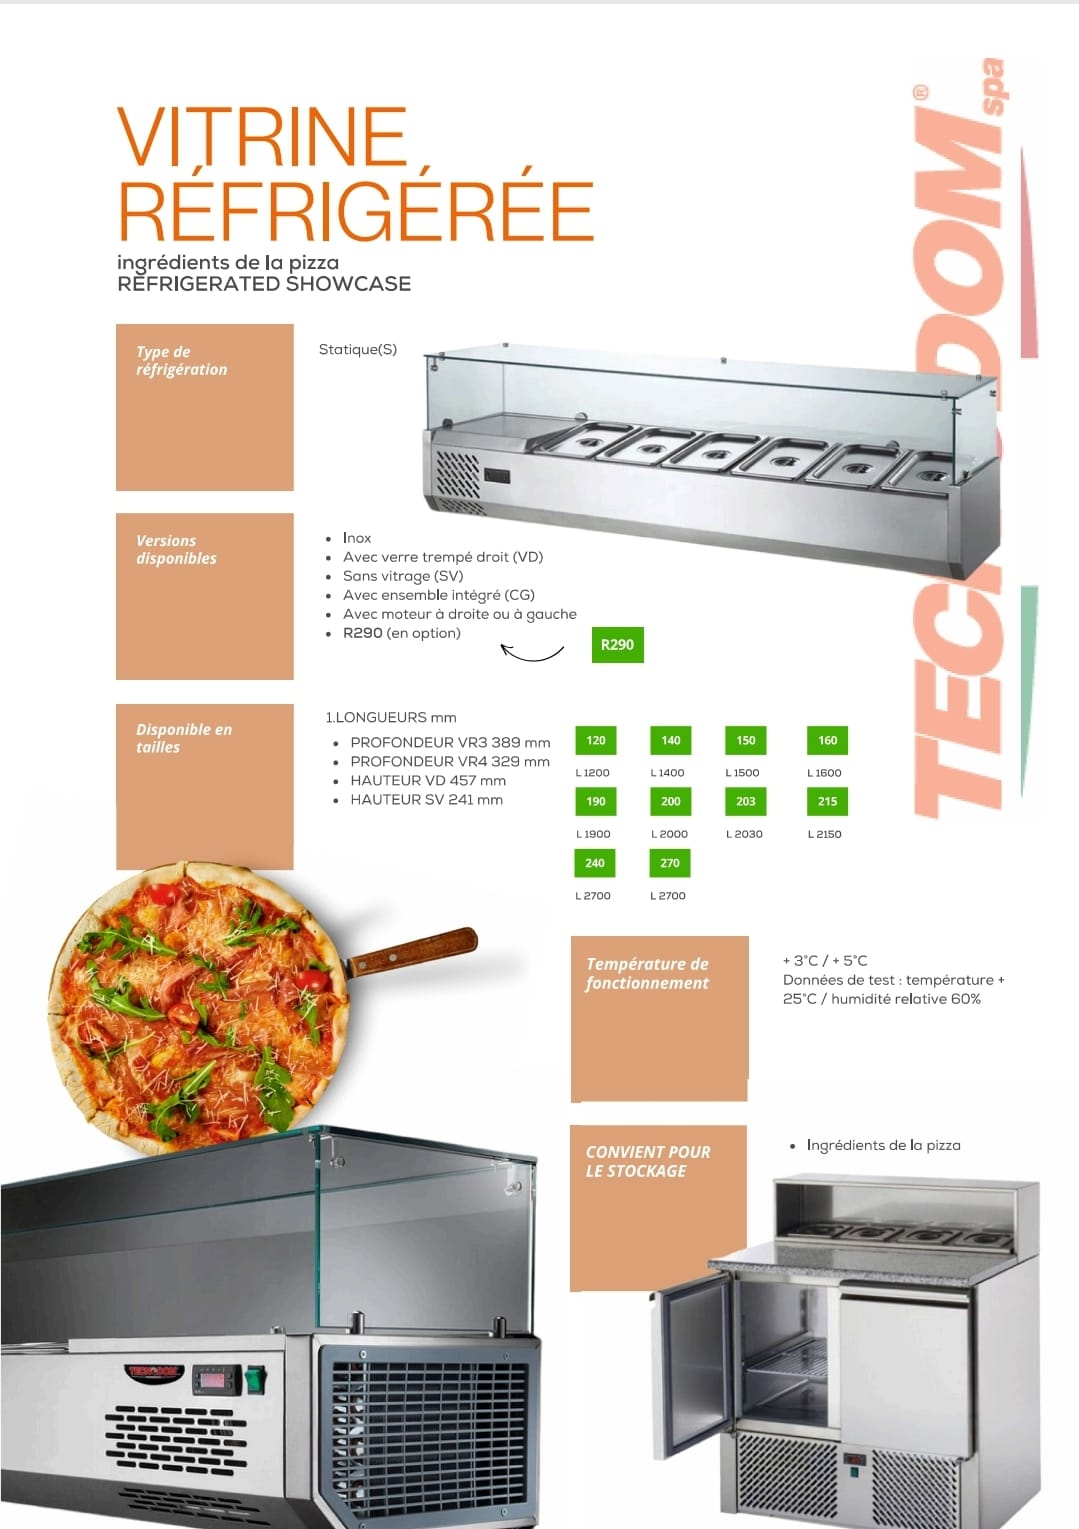 VITRINE
RÉFRIGÉRÉE
ingrédients de la pizza
REFRIGERATED SHOWCASE
TECNODOM® spa
Type de
réfrigération
Statique(S)
Versions
disponibles
• Inox
• Avec verre trempé droit (VD)
• Sans vitrage (SV)
• Avec ensemble intégré (CG)
• Avec moteur à droite ou à gauche
• R290 (en option)
R290
Disponible en
tailles
1.LONGUEURS mm
• PROFONDEUR VR3 389 mm
• PROFONDEUR VR4 329 mm
• HAUTEUR VD 457 mm
• HAUTEUR SV 241 mm
120 140 150 160
L 1200 L 1400 L 1500 L 1600
190 200 203 215
L 1900 L 2000 L 2030 L 2150
240 270
L 2700 L 2700
Température de
fonctionnement
+ 3°C / + 5°C
Données de test : température +
25°C / humidité relative 60%
CONVIENT POUR
LE STOCKAGE
• Ingrédients de la pizza
TECNODOM